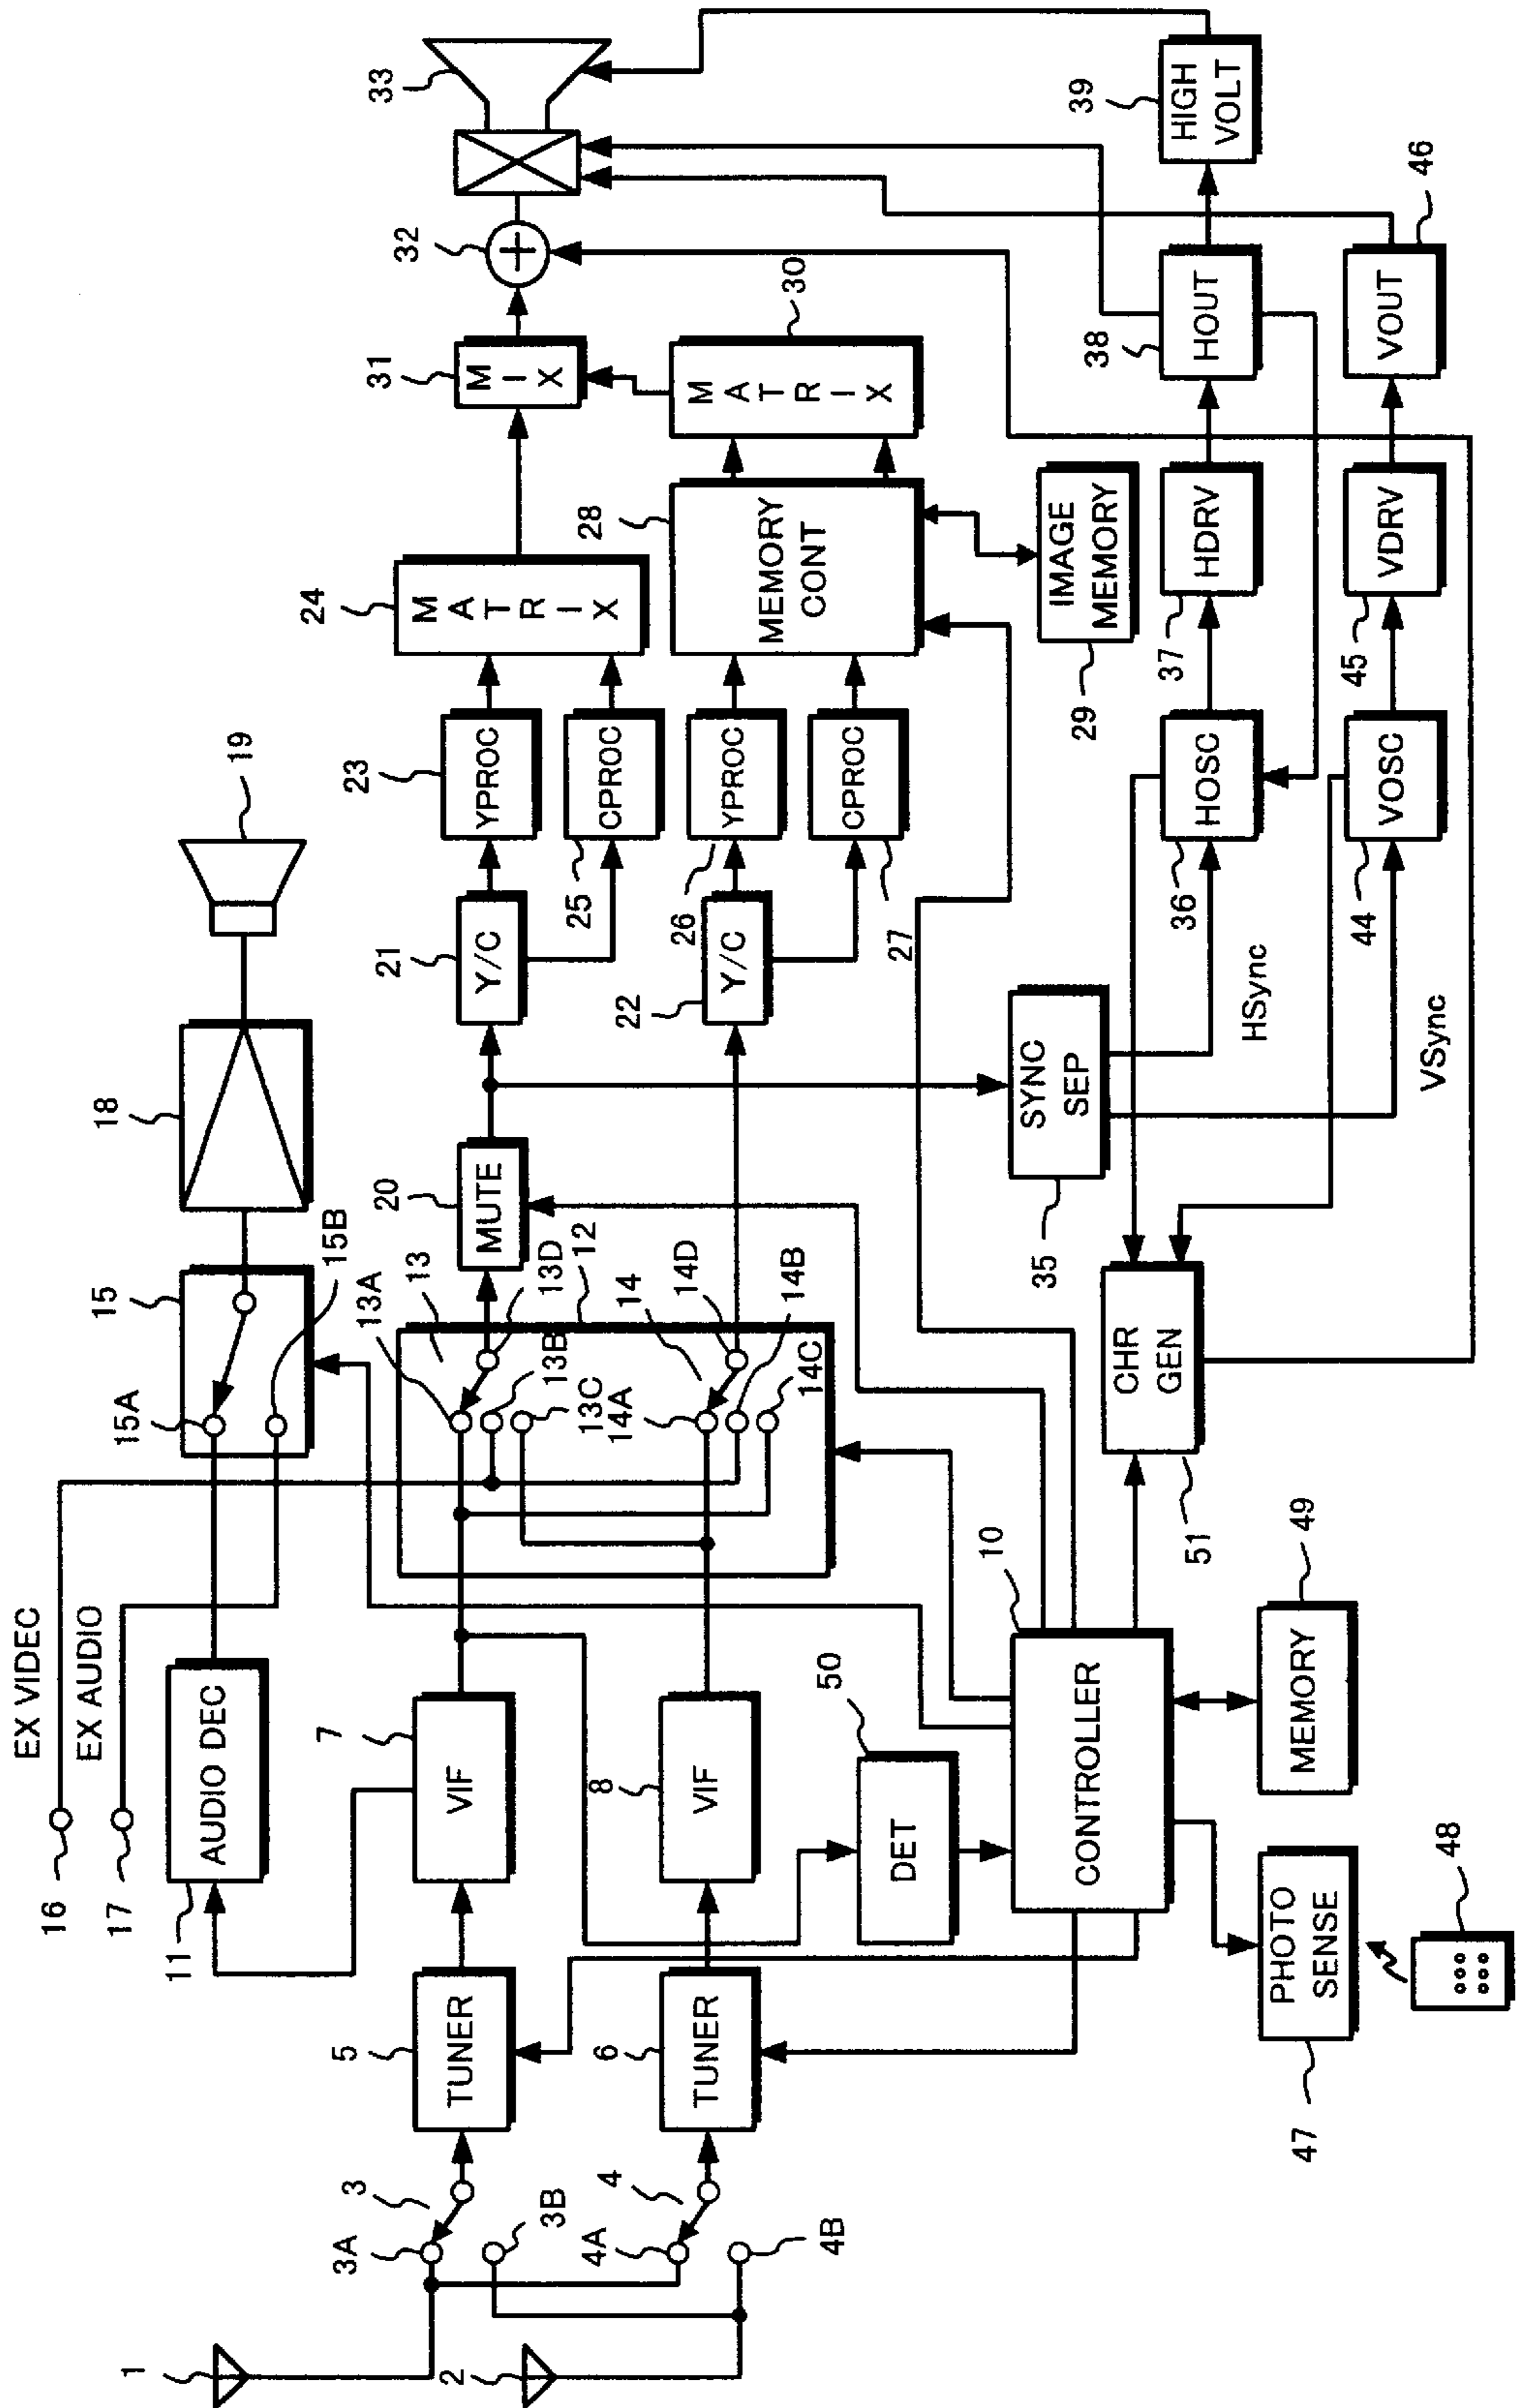 1
2
3A
3
3B
4A
4
4B
5
TUNER
6
TUNER
16
EX VIDEC
17
EX AUDIO
11
AUDIO DEC
7
VIF
8
VIF
50
DET
10
CONTROLLER
47
PHOTO
SENSE
48
49
MEMORY
15A
15
15B
13A
13
13D
12
13B
13C
14A
14
14D
14B
14C
18
19
20
MUTE
51
CHR
GEN
35
SYNC
SEP
HSync
VSync
21
Y/C
22
Y/C
23
YPROC
25
CPROC
26
YPROC
27
CPROC
24
MATRIX
28
MEMORY
CONT
29
IMAGE
MEMORY
30
MATRIX
31
MIX
32
33
36
HOSC
37
HDRV
38
HOUT
39
HIGH
VOLT
44
VOSC
45
VDRV
46
VOUT